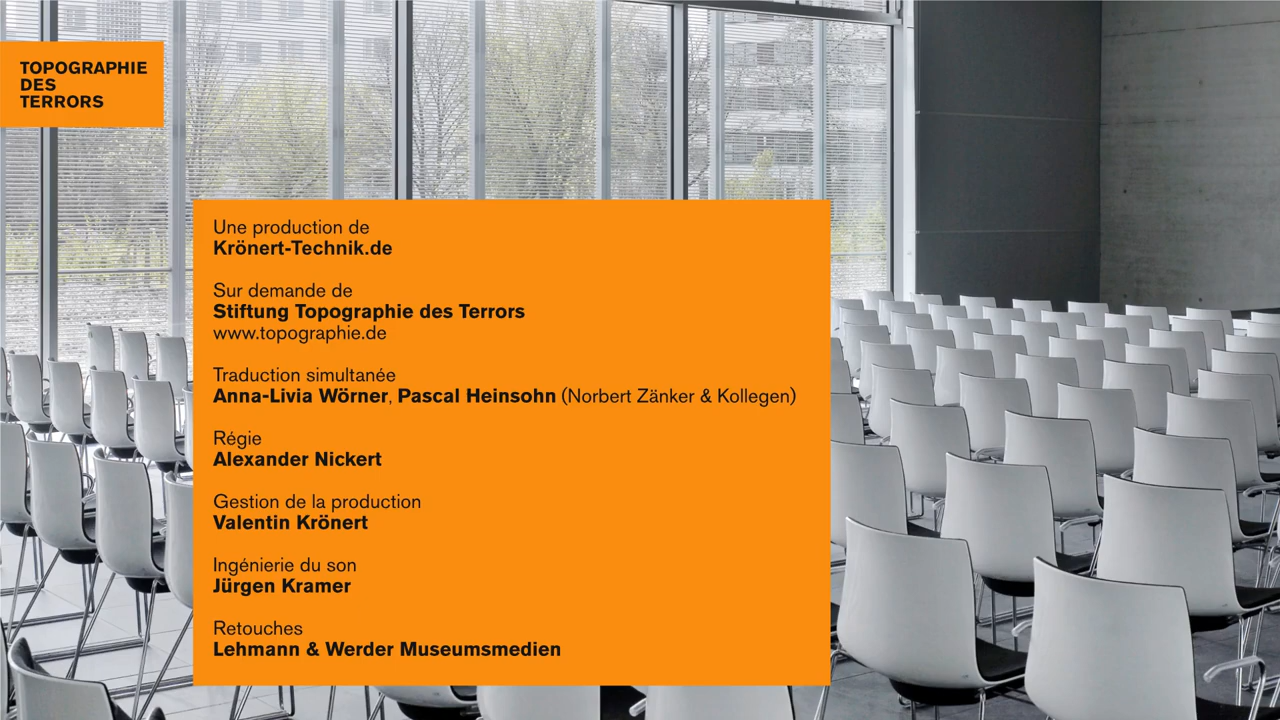 TOPOGRAPHIE
DES
TERRORS
Une production de
Krönert-Technik.de
Sur demande de
Stiftung Topographie des Terrors
www.topographie.de
Traduction simultanée
Anna-Livia Wörner, Pascal Heinsohn (Norbert Zänker & Kollegen)
Régie
Alexander Nickert
Gestion de la production
Valentin Krönert
Ingénierie du son
Jürgen Kramer
Retouches
Lehmann & Werder Museumsmedien